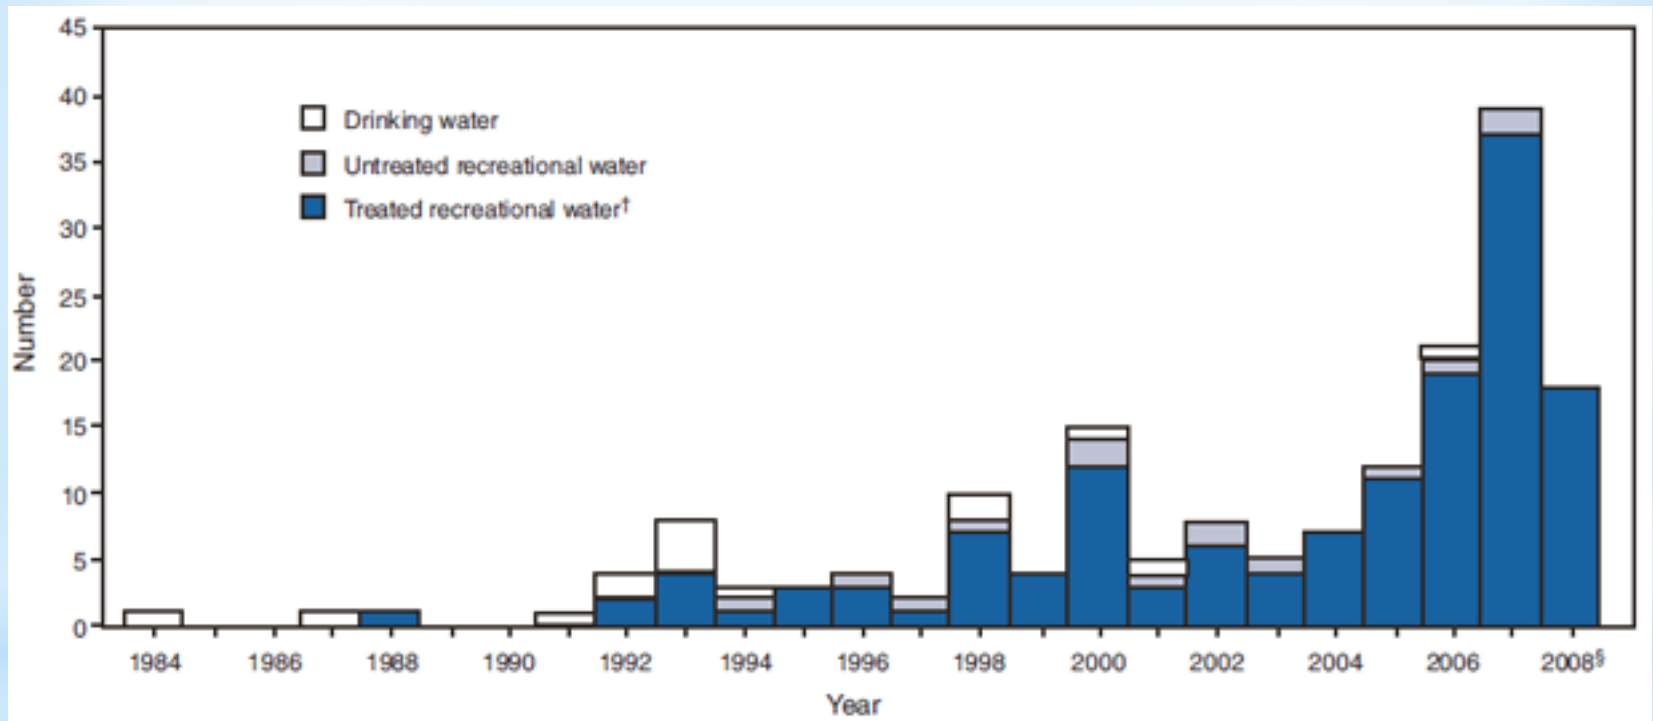 45
40
35
30
25
20
15
10
5
0
Number
Drinking water
Untreated recreational water
Treated recreational water†
1984 1986 1988 1990 1992 1994 1996 1998 2000 2002 2004 2006 2008§
Year